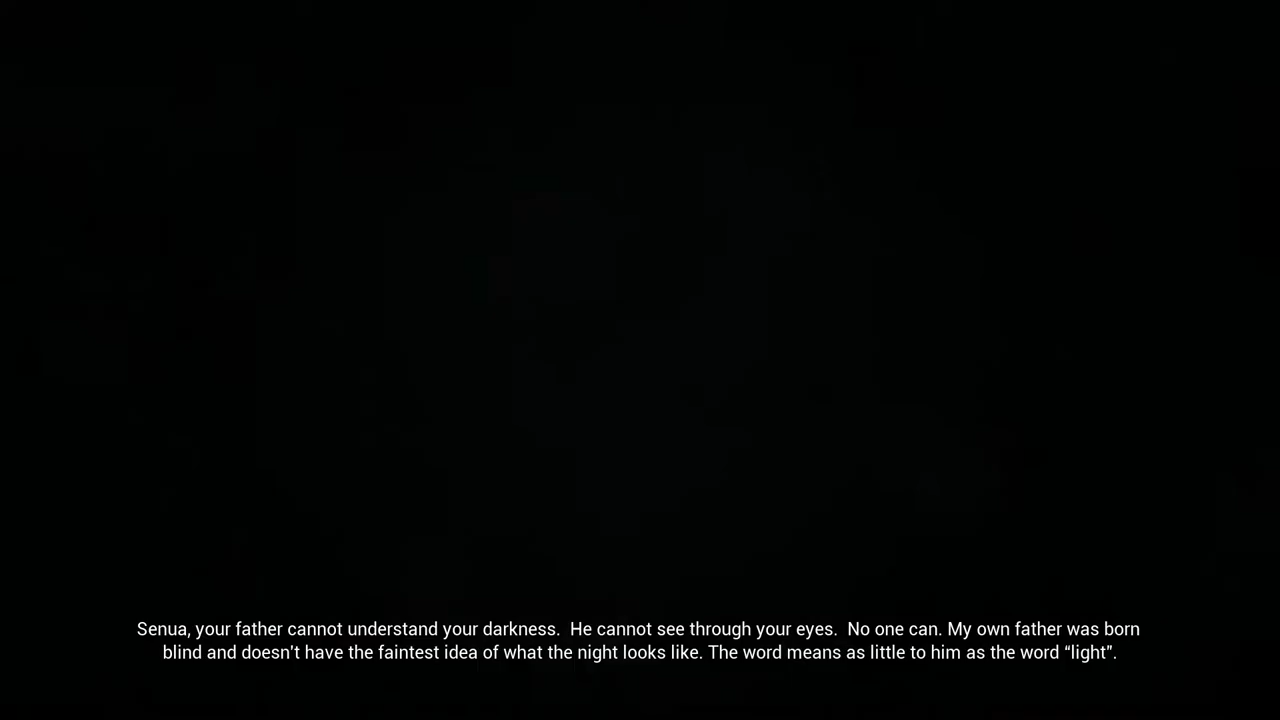 Senua, your father cannot understand your darkness.  He cannot see through your eyes.  No one can. My own father was born
blind and doesn't have the faintest idea of what the night looks like. The word means as little to him as the word “light”.